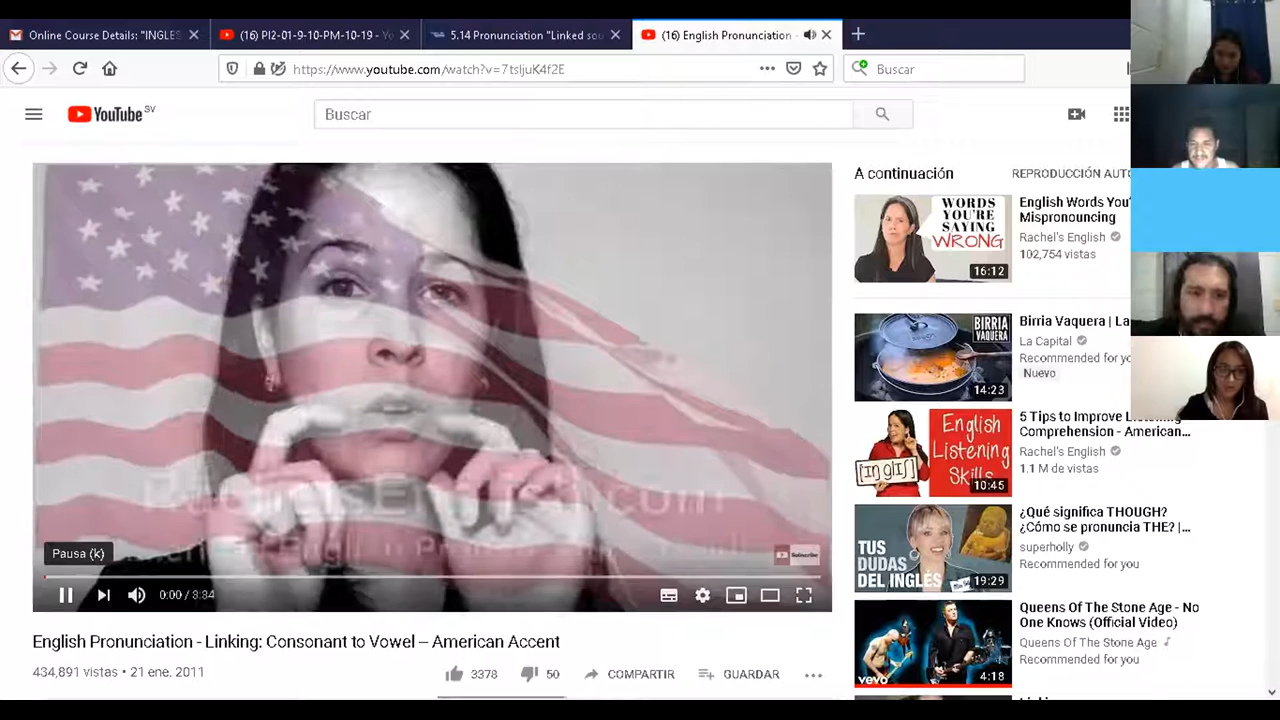 Online Course Details: "INGLES
(16) PI2-01-9-10-PM-10-19 - Yo
5.14 Pronunciation "Linked sou
(16) English Pronunciation -
https://www.youtube.com/watch?v=7tsIjuK4f2E
Buscar
YouTube SV
Buscar
A continuación
REPRODUCCIÓN AUTO
WORDS YOU'RE SAYING WRONG
16:12
English Words You'
Mispronouncing
Rachel's English
102,754 vistas
BIRRIA VAQUERA
14:23
Birria Vaquera | La
La Capital
Recommended for yo
Nuevo
English Listening Skills
10:45
5 Tips to Improve Listening
Comprehension - American...
Rachel's English
1.1 M de vistas
TUS DUDAS DEL INGLÉS
19:29
¿Qué significa THOUGH?
¿Cómo se pronuncia THE? |...
superholly
Recommended for you
vevo
4:18
Queens Of The Stone Age - No
One Knows (Official Video)
Queens Of The Stone Age
Recommended for you
Pausa (k)
Subscribe
0:00 / 3:34
English Pronunciation - Linking: Consonant to Vowel – American Accent
434,891 vistas • 21 ene. 2011
3378
50
COMPARTIR
GUARDAR